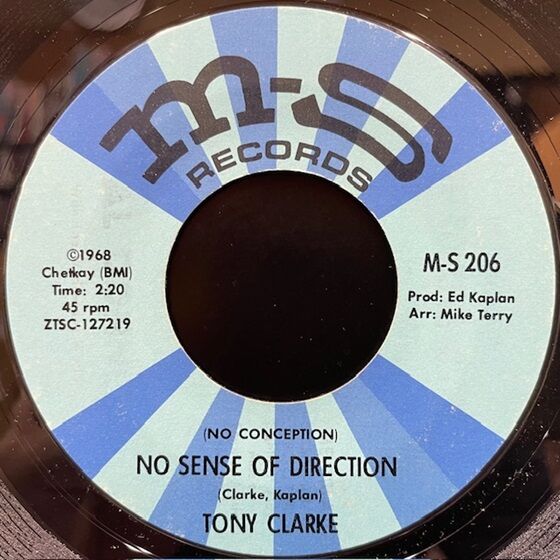 M-S
RECORDS
©1968
Chetkay (BMI)
Time: 2:20
45 rpm
ZTSC-127219
M-S 206
Prod: Ed Kaplan
Arr: Mike Terry
(NO CONCEPTION)
NO SENSE OF DIRECTION
(Clarke, Kaplan)
TONY CLARKE